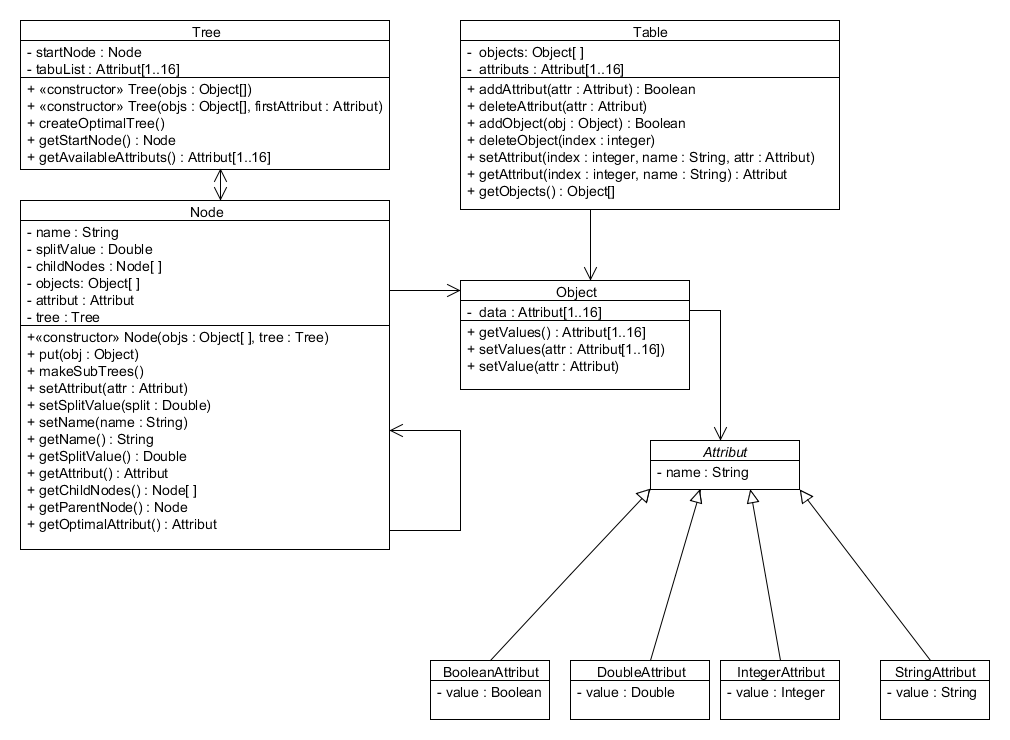 Tree
- startNode : Node
- tabuList : Attribut[1..16]
+ «constructor» Tree(objs : Object[])
+ «constructor» Tree(objs : Object[], firstAttribut : Attribut)
+ createOptimalTree()
+ getStartNode() : Node
+ getAvailableAttributs() : Attribut[1..16]
Table
- objects: Object[ ]
- attributs : Attribut[1..16]
+ addAttribut(attr : Attribut) : Boolean
+ deleteAttribut(attr : Attribut)
+ addObject(obj : Object) : Boolean
+ deleteObject(index : integer)
+ setAttribut(index : integer, name : String, attr : Attribut)
+ getAttribut(index : integer, name : String) : Attribut
+ getObjects() : Object[]
Node
- name : String
- splitValue : Double
- childNodes : Node[ ]
- objects: Object[ ]
- attribut : Attribut
- tree : Tree
+«constructor» Node(objs : Object[ ], tree : Tree)
+ put(obj : Object)
+ makeSubTrees()
+ setAttribut(attr : Attribut)
+ setSplitValue(split : Double)
+ setName(name : String)
+ getName() : String
+ getSplitValue() : Double
+ getAttribut() : Attribut
+ getChildNodes() : Node[ ]
+ getParentNode() : Node
+ getOptimalAttribut() : Attribut
Object
- data : Attribut[1..16]
+ getValues() : Attribut[1..16]
+ setValues(attr : Attribut[1..16])
+ setValue(attr : Attribut)
Attribut
- name : String
BooleanAttribut
- value : Boolean
DoubleAttribut
- value : Double
IntegerAttribut
- value : Integer
StringAttribut
- value : String